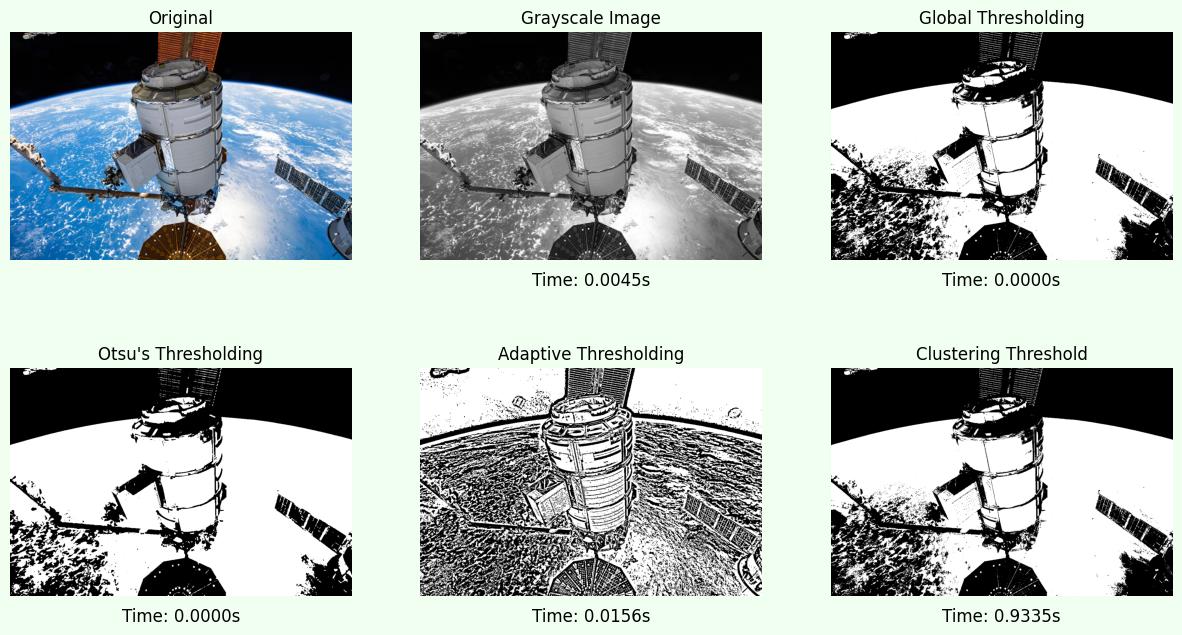 Original
Grayscale Image
Global Thresholding
Time: 0.0045s
Time: 0.0000s
Otsu's Thresholding
Adaptive Thresholding
Clustering Threshold
Time: 0.0000s
Time: 0.0156s
Time: 0.9335s